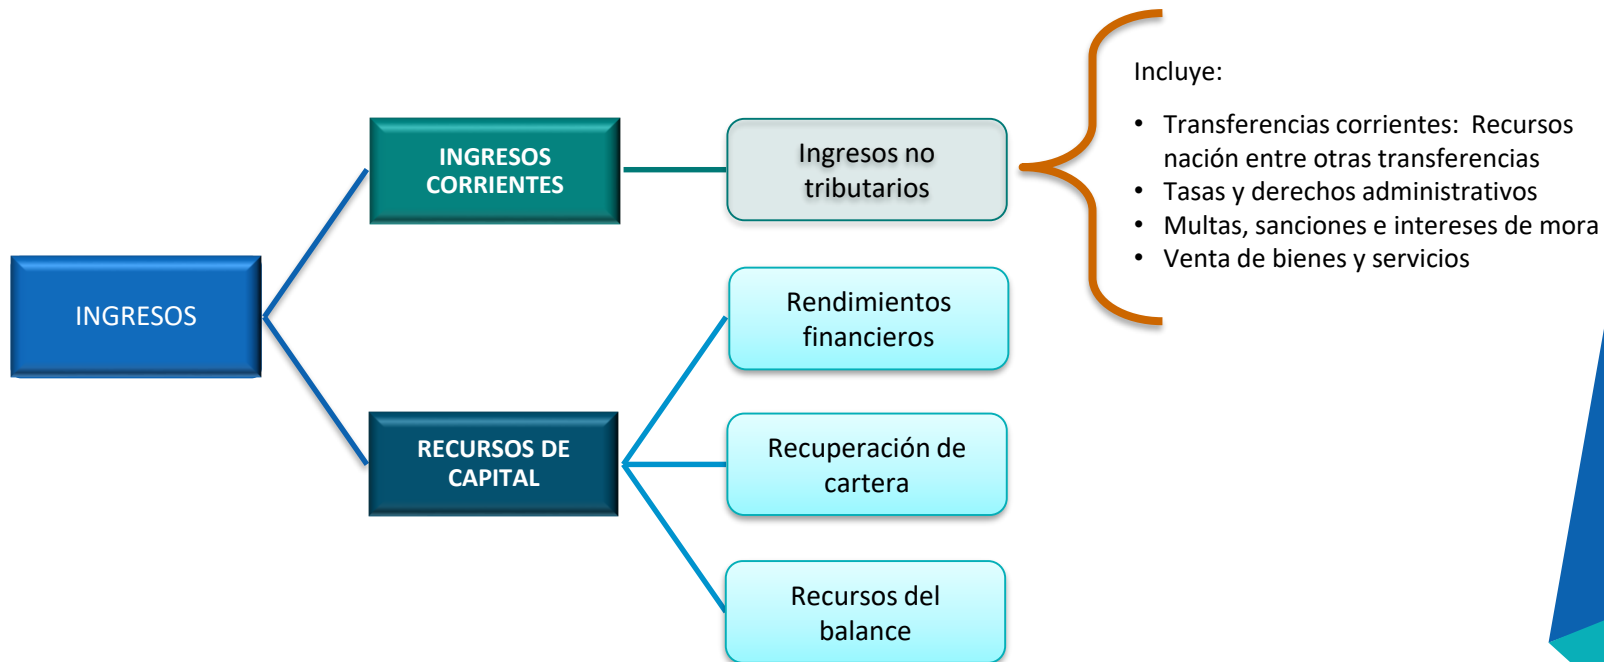 INGRESOS
INGRESOS
CORRIENTES
Ingresos no
tributarios
Incluye:
• Transferencias corrientes: Recursos
nación entre otras transferencias
• Tasas y derechos administrativos
• Multas, sanciones e intereses de mora
• Venta de bienes y servicios
RECURSOS DE
CAPITAL
Rendimientos
financieros
Recuperación de
cartera
Recursos del
balance